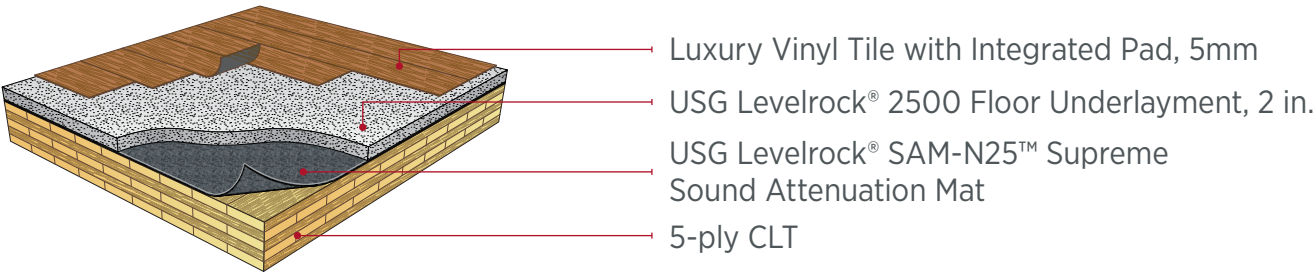 Luxury Vinyl Tile with Integrated Pad, 5mm
USG Levelrock® 2500 Floor Underlayment, 2 in.
USG Levelrock® SAM-N25™ Supreme
Sound Attenuation Mat
5-ply CLT